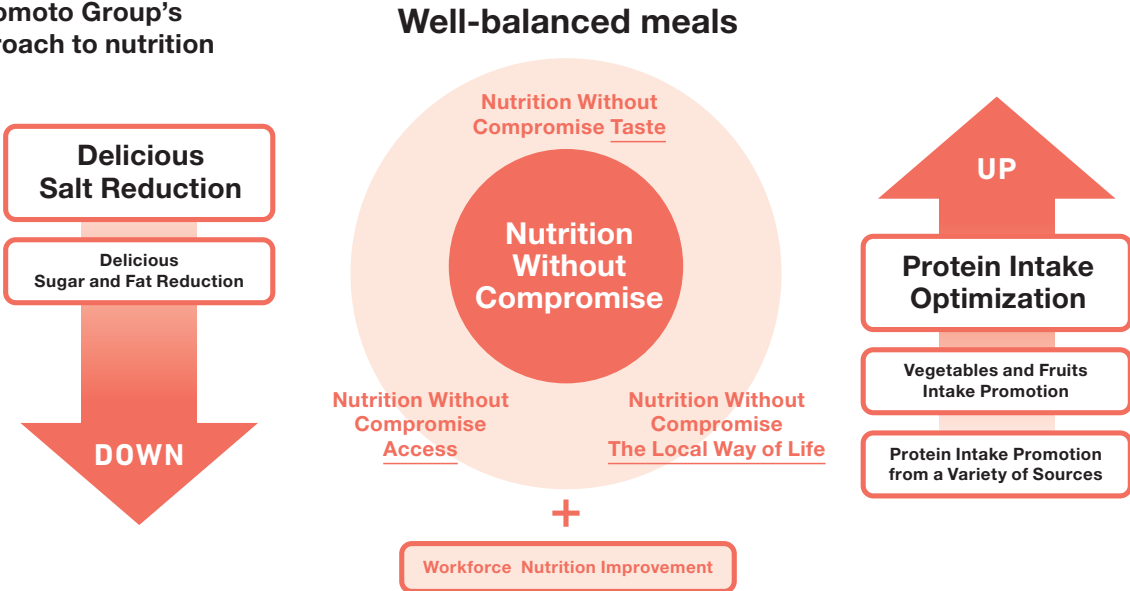 omoto Group's
roach to nutrition
Well-balanced meals
Delicious
Salt Reduction
Delicious
Sugar and Fat Reduction
DOWN
Nutrition Without
Compromise Taste
Nutrition
Without
Compromise
Nutrition Without
Compromise
Access
Nutrition Without
Compromise
The Local Way of Life
+
Workforce Nutrition Improvement
UP
Protein Intake
Optimization
Vegetables and Fruits
Intake Promotion
Protein Intake Promotion
from a Variety of Sources